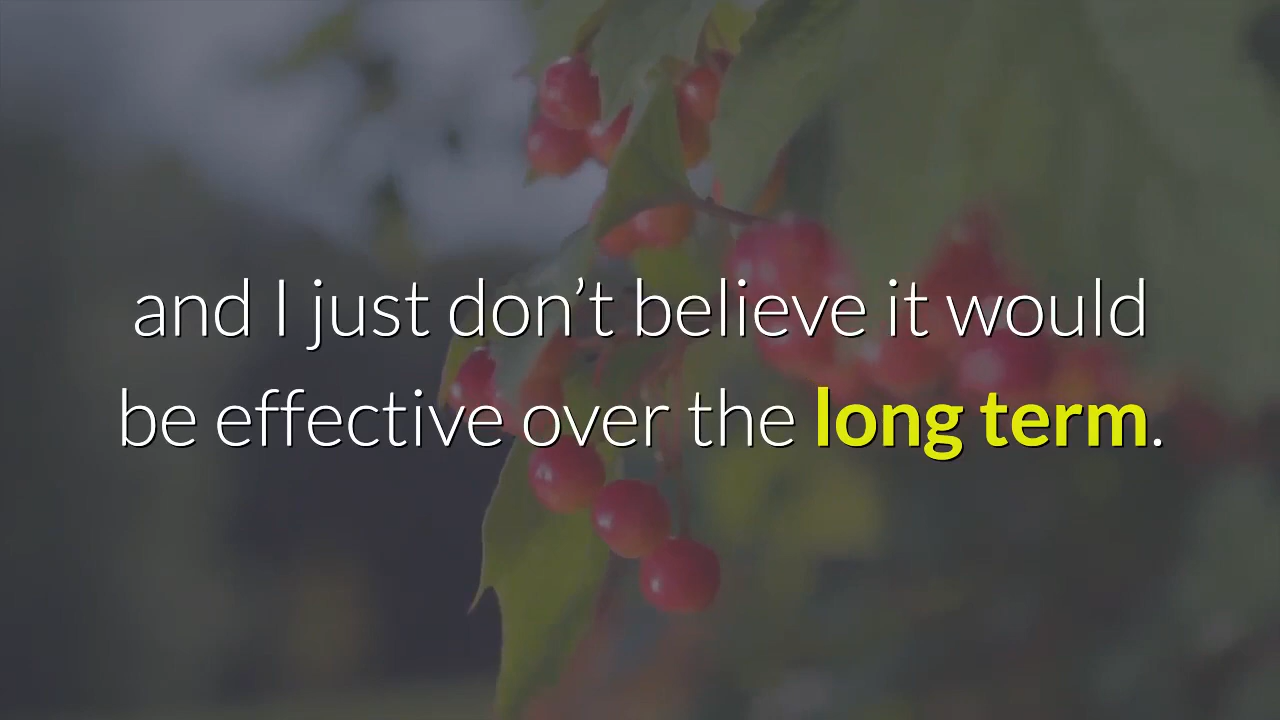 and I just don’t believe it would
be effective over the long term.